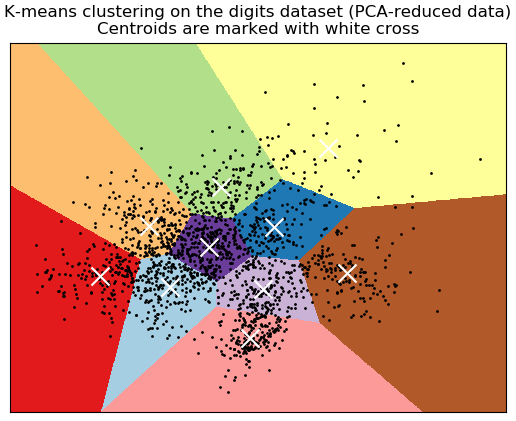 K-means clustering on the digits dataset (PCA-reduced data)
Centroids are marked with white cross